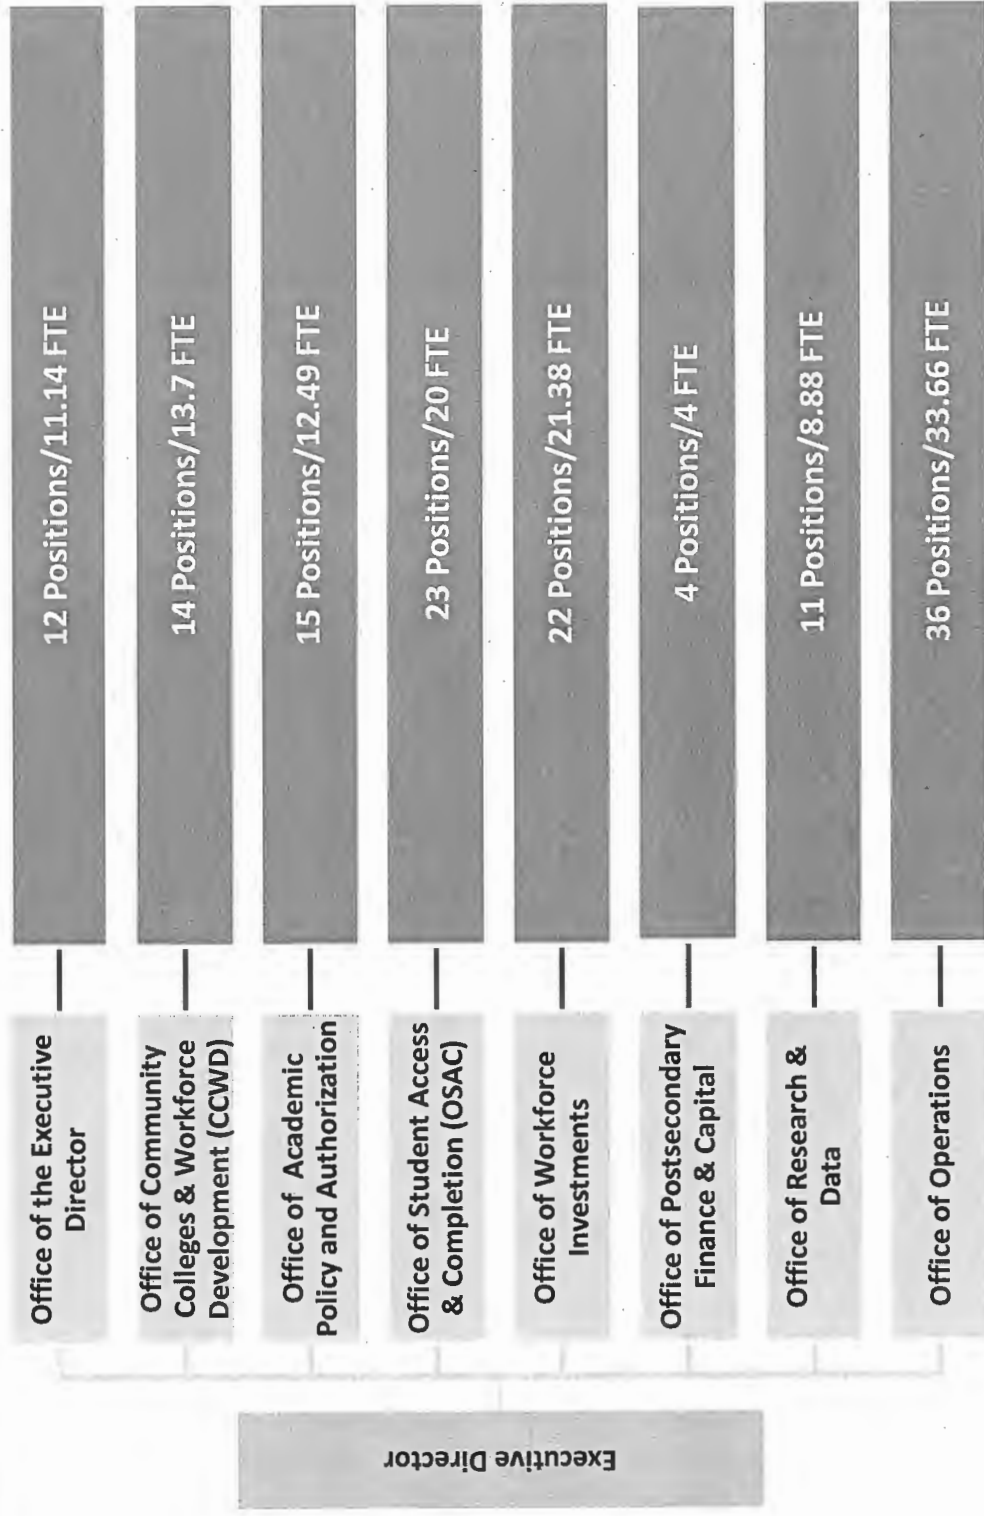 Executive Director
Office of the Executive
Director
12 Positions/11.14 FTE
Office of Community
Colleges & Workforce
Development (CCWD)
14 Positions/13.7 FTE
Office of Academic
Policy and Authorization
15 Positions/12.49 FTE
Office of Student Access
& Completion (OSAC)
23 Positions/20 FTE
Office of Workforce
Investments
22 Positions/21.38 FTE
Office of Postsecondary
Finance & Capital
4 Positions/4 FTE
Office of Research &
Data
11 Positions/8.88 FTE
Office of Operations
36 Positions/33.66 FTE